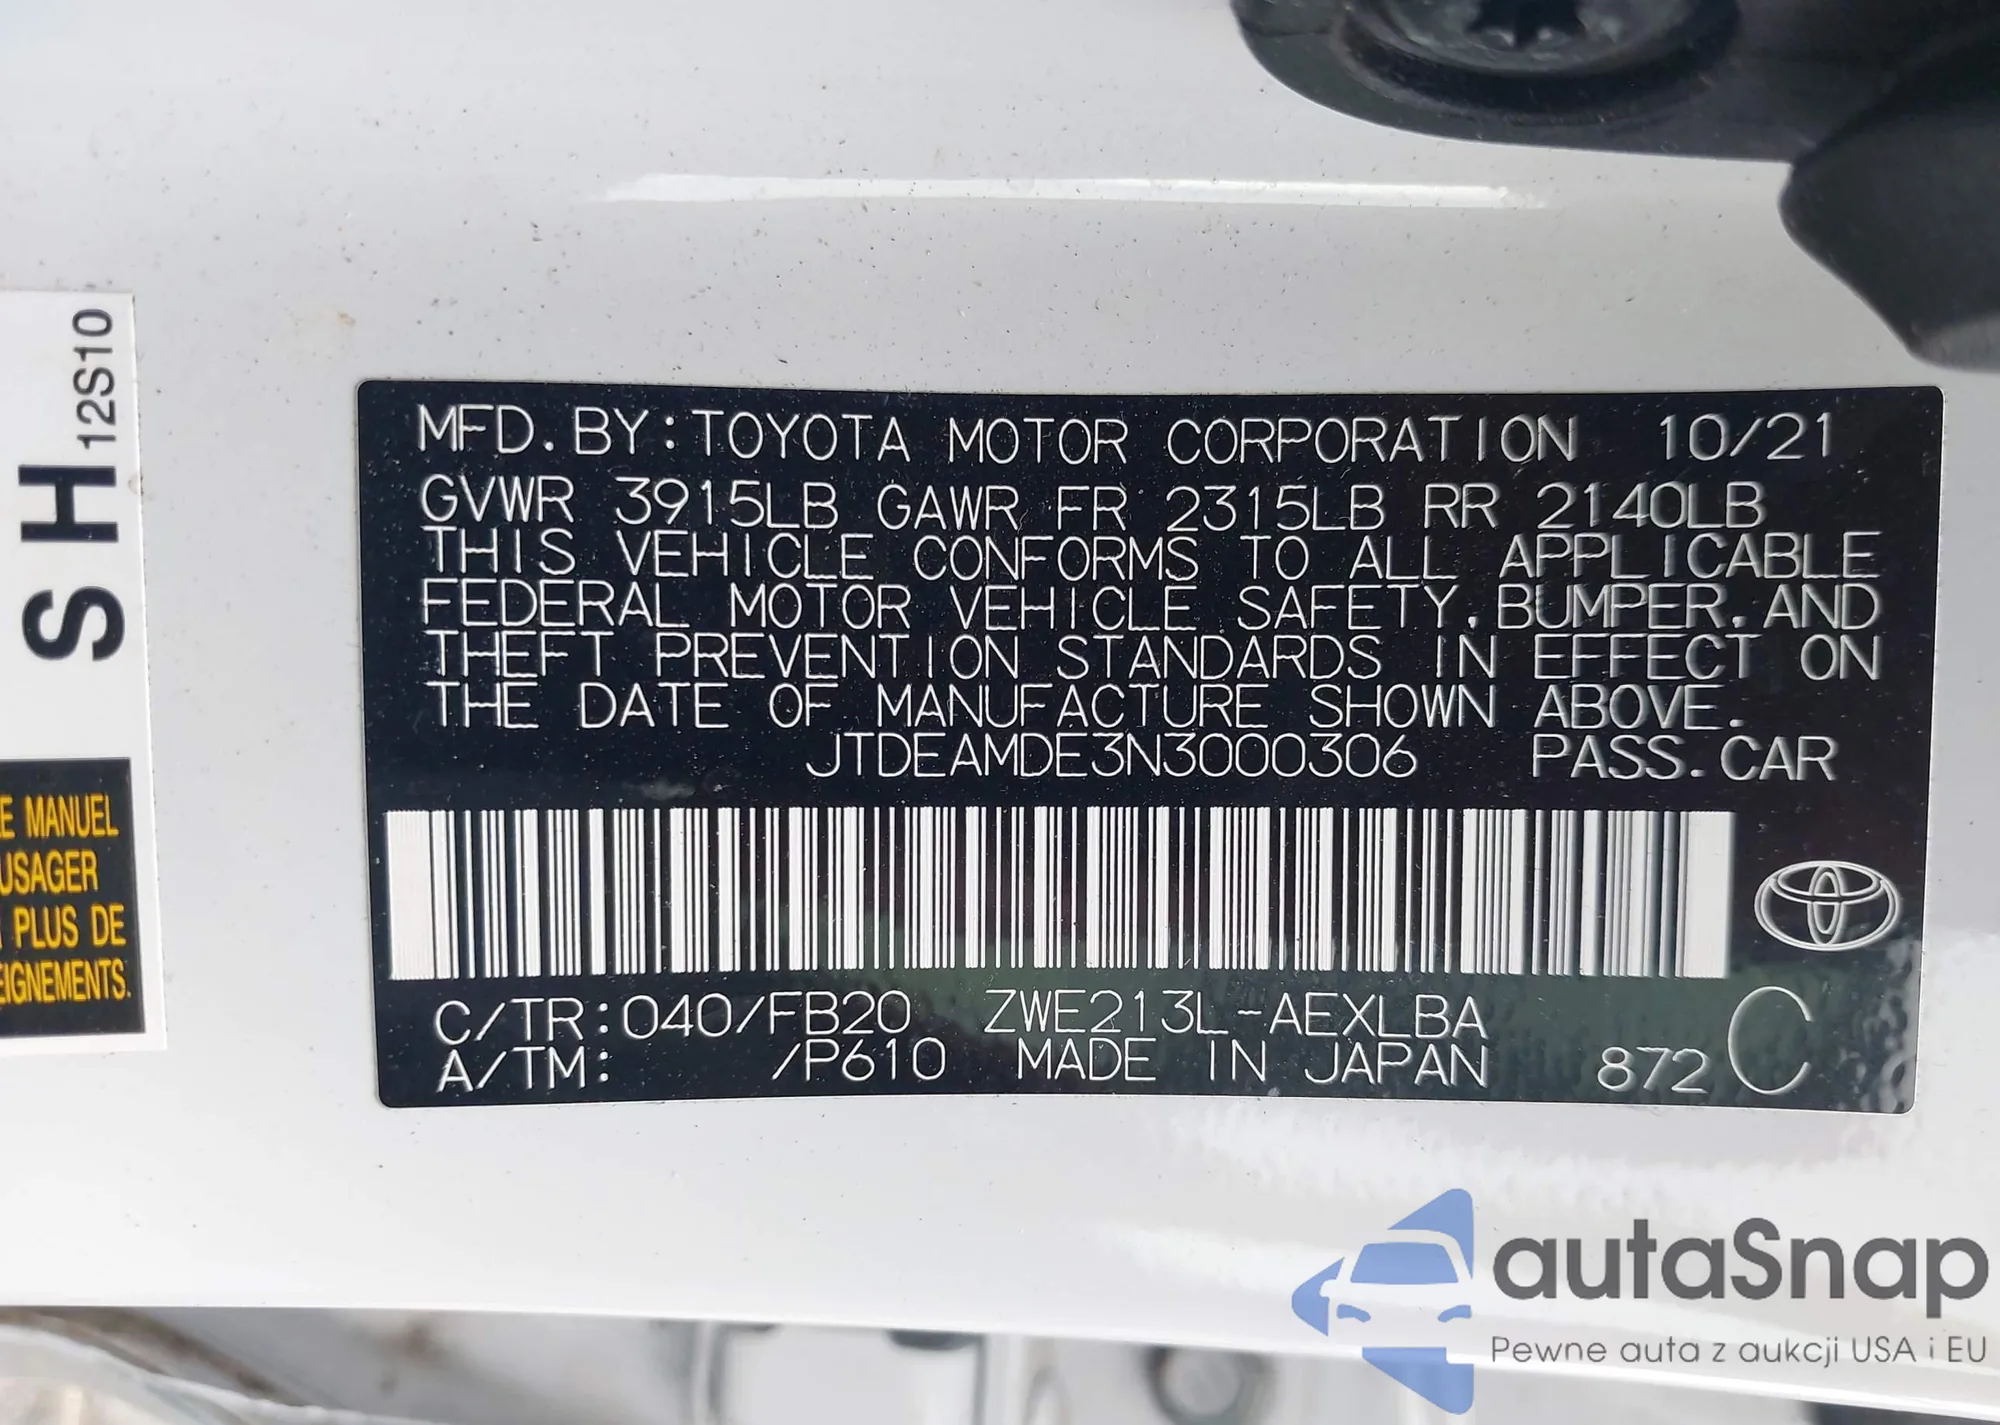 S H 12S10
E MANUEL
USAGER
PLUS DE
EIGNEMENTS.
MFD. BY: TOYOTA MOTOR CORPORATION 10/21
GVWR 3915LB GAWR FR 2315LB RR 2140LB
THIS VEHICLE CONFORMS TO ALL APPLICABLE
FEDERAL MOTOR VEHICLE SAFETY, BUMPER, AND
THEFT PREVENTION STANDARDS IN EFFECT ON
THE DATE OF MANUFACTURE SHOWN ABOVE.
JTDEAMDE3N3000306 PASS. CAR
C/TR: 040/FB20 ZWE213L-AEXLBA
A/TM: /P610 MADE IN JAPAN 872 C
autaSnap
Pewne auta z aukcji USA i EU